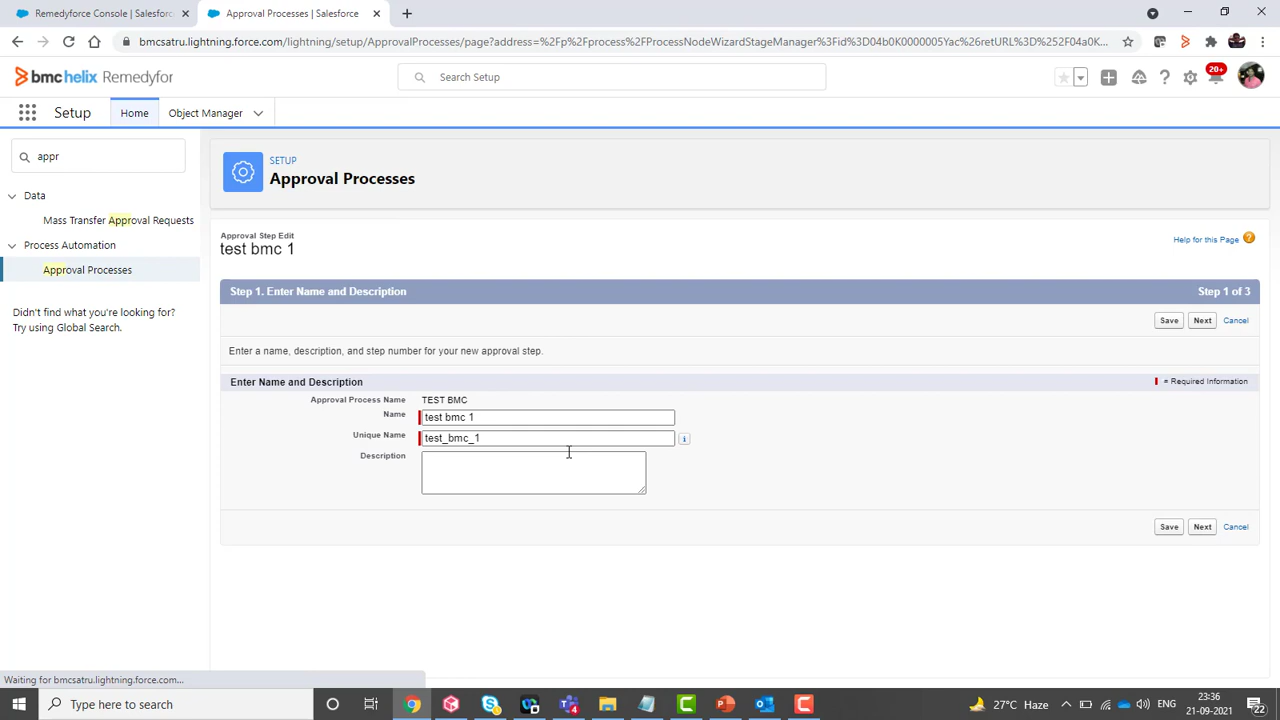 Remedyforce Console | Salesforce
Approval Processes | Salesforce
bmcsatru.lightning.force.com/lightning/setup/ApprovalProcesses/page?address=%2Fp%2Fprocess%2FProcessNodeWizardStageManager%3Fid%3D04b0K0000005Yac%26retURL%3D%252F04a0K...
bmc helix Remedyfor
Search Setup
20+
Setup
Home
Object Manager
appr
Data
Mass Transfer Approval Requests
Process Automation
Approval Processes
Didn't find what you're looking for?
Try using Global Search.
SETUP
Approval Processes
Approval Step Edit
test bmc 1
Help for this Page
Step 1. Enter Name and Description
Step 1 of 3
Save Next Cancel
Enter a name, description, and step number for your new approval step.
Enter Name and Description
= Required Information
Approval Process Name TEST BMC
Name test bmc 1
Unique Name test_bmc_1
Description
Save Next Cancel
Waiting for bmcsatru.lightning.force.com...
Type here to search
27°C Haze
ENG
23:36
21-09-2021
22